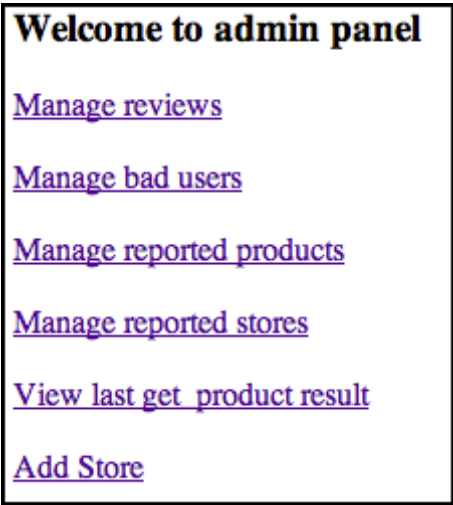 Welcome to admin panel
Manage reviews
Manage bad users
Manage reported products
Manage reported stores
View last get_product result
Add Store